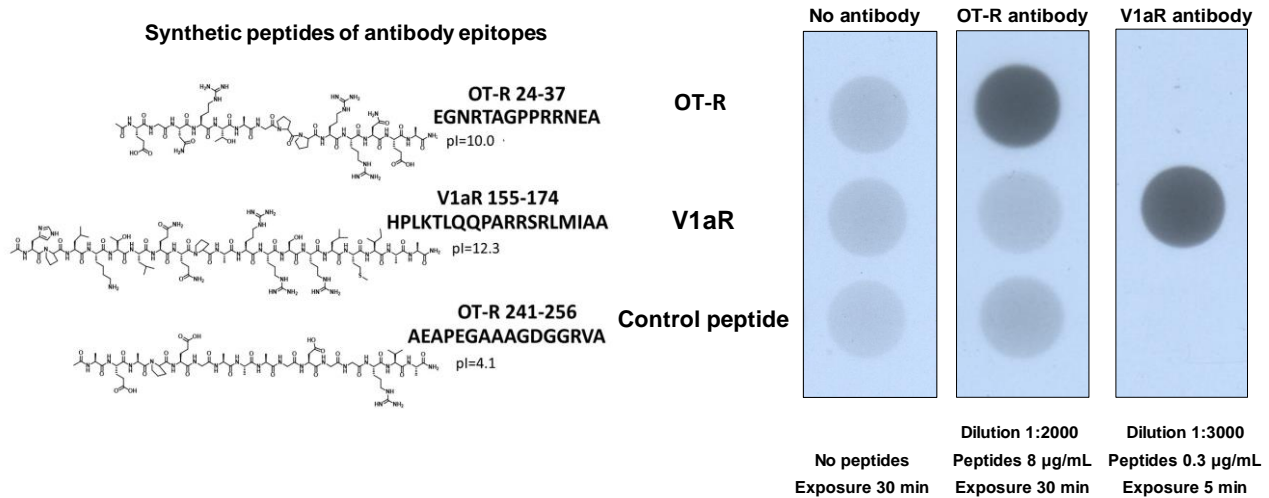 Synthetic peptides of antibody epitopes
OT-R 24-37
EGNRTAGPPRRNEA
pI=10.0
V1aR 155-174
HPLKTLQQPARRSRLMIAA
pI=12.3
OT-R 241-256
AEAPEGAAAGDGGRVA
pI=4.1
OT-R
V1aR
Control peptide
No antibody
OT-R antibody
V1aR antibody
No peptides
Exposure 30 min
Dilution 1:2000
Peptides 8 µg/mL
Exposure 30 min
Dilution 1:3000
Peptides 0.3 µg/mL
Exposure 5 min